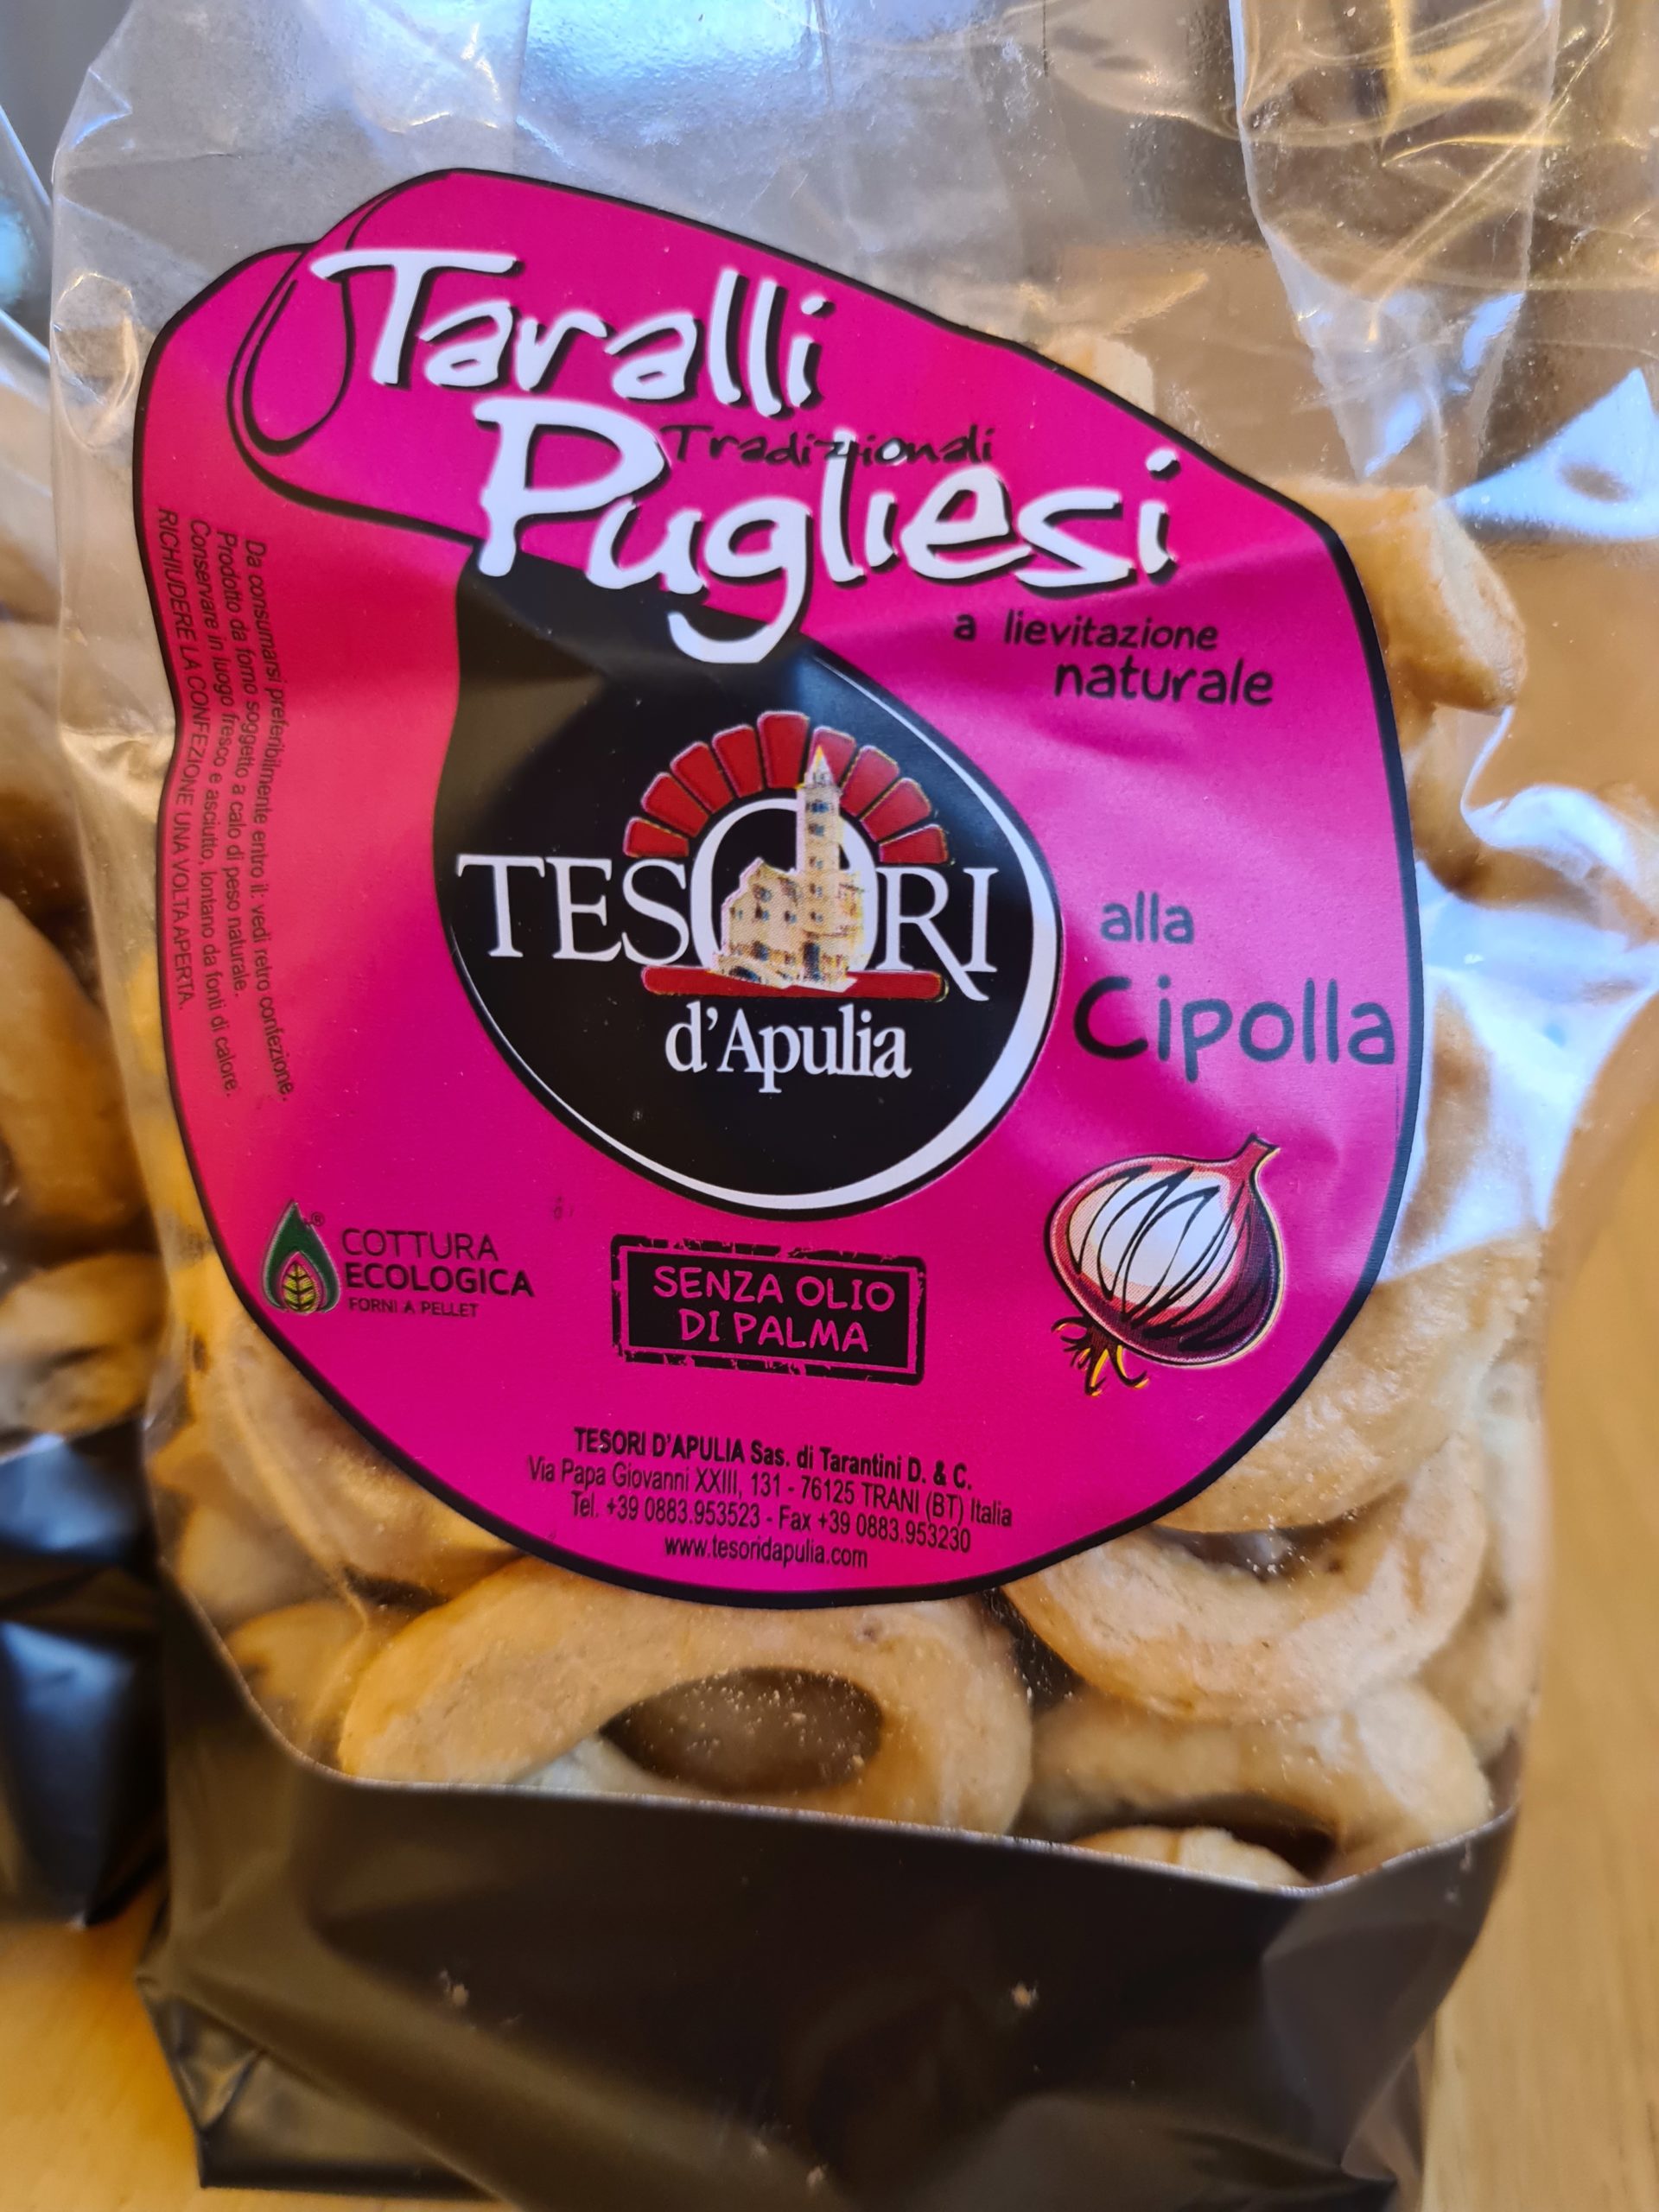 Taralli
Tradizionali
Pugliesi
a lievitazione
naturale
TESORI
d'Apulia
alla
Cipolla
Da consumarsi preferibilmente entro il: vedi retro confezione.
Prodotto da forno soggetto a calo di peso naturale.
Conservare in luogo fresco e asciutto, lontano da fonti di calore.
RICHIUDERE LA CONFEZIONE UNA VOLTA APERTA.
®
COTTURA
ECOLOGICA
FORNI A PELLET
SENZA OLIO
DI PALMA
TESORI D'APULIA Sas. di Tarantini D. & C.
Via Papa Giovanni XXIII, 131 - 76125 TRANI (BT) Italia
Tel. +39 0883.953523 - Fax +39 0883.953230
www.tesoridapulia.com